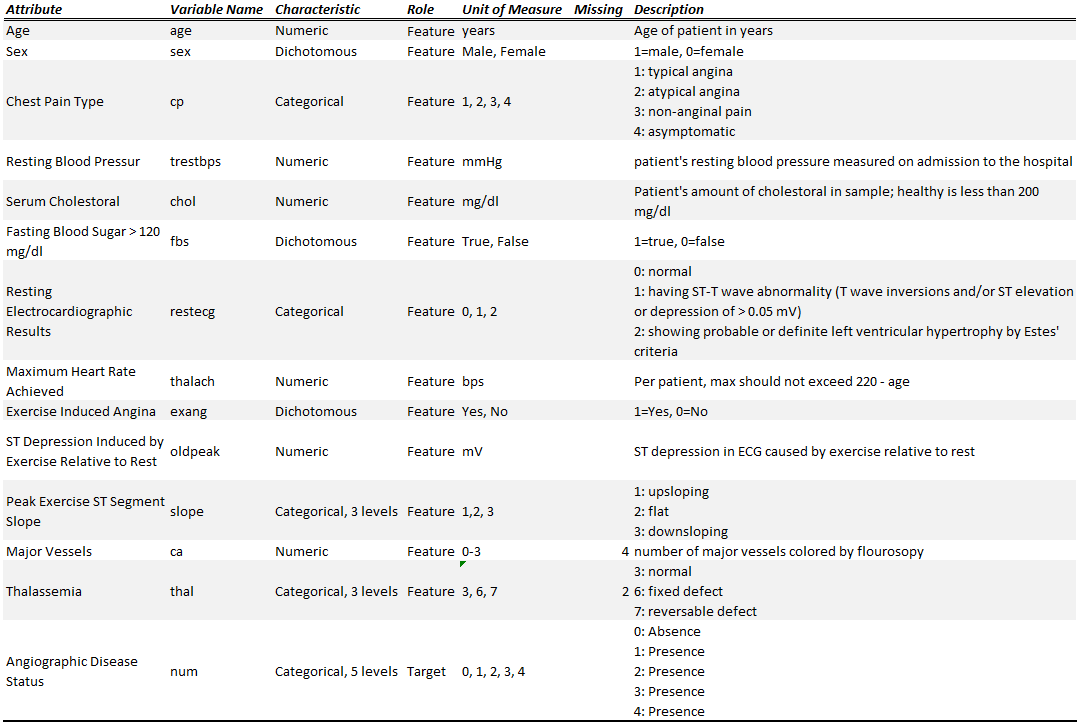 Attribute Variable Name Characteristic Role Unit of Measure Missing Description
Age age Numeric Feature years Age of patient in years
Sex sex Dichotomous Feature Male, Female 1=male, 0=female
Chest Pain Type cp Categorical Feature 1, 2, 3, 4
1: typical angina
2: atypical angina
3: non-anginal pain
4: asymptomatic
Resting Blood Pressur trestbps Numeric Feature mmHg patient's resting blood pressure measured on admission to the hospital
Serum Cholestoral chol Numeric Feature mg/dl
Patient's amount of cholestoral in sample; healthy is less than 200
mg/dl
Fasting Blood Sugar > 120
mg/dl
fbs Dichotomous Feature True, False 1=true, 0=false
Resting
Electrocardiographic
Results
restecg Categorical Feature 0, 1, 2
0: normal
1: having ST-T wave abnormality (T wave inversions and/or ST elevation
or depression of > 0.05 mV)
2: showing probable or definite left ventricular hypertrophy by Estes'
criteria
Maximum Heart Rate
Achieved
thalach Numeric Feature bps Per patient, max should not exceed 220 - age
Exercise Induced Angina exang Dichotomous Feature Yes, No 1=Yes, 0=No
ST Depression Induced by
Exercise Relative to Rest
oldpeak Numeric Feature mV ST depression in ECG caused by exercise relative to rest
Peak Exercise ST Segment
Slope
slope Categorical, 3 levels Feature 1,2, 3
1: upsloping
2: flat
3: downsloping
Major Vessels ca Numeric Feature 0-3 4 number of major vessels colored by flourosopy
Thalassemia thal Categorical, 3 levels Feature 3, 6, 7 2
3: normal
6: fixed defect
7: reversable defect
Angiographic Disease
Status
num Categorical, 5 levels Target 0, 1, 2, 3, 4
0: Absence
1: Presence
2: Presence
3: Presence
4: Presence